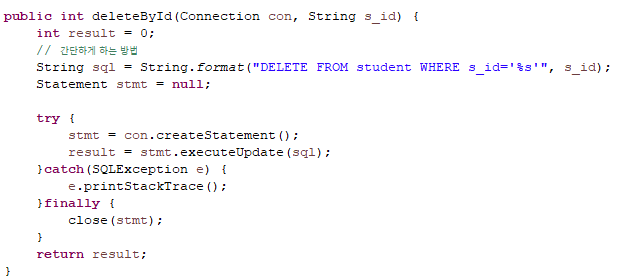 public int deleteById(Connection con, String s_id) {
    int result = 0;
    // 간단하게 하는 방법
    String sql = String.format("DELETE FROM student WHERE s_id='%s'", s_id);
    Statement stmt = null;

    try {
        stmt = con.createStatement();
        result = stmt.executeUpdate(sql);
    }catch(SQLException e) {
        e.printStackTrace();
    }finally {
        close(stmt);
    }
    return result;
}